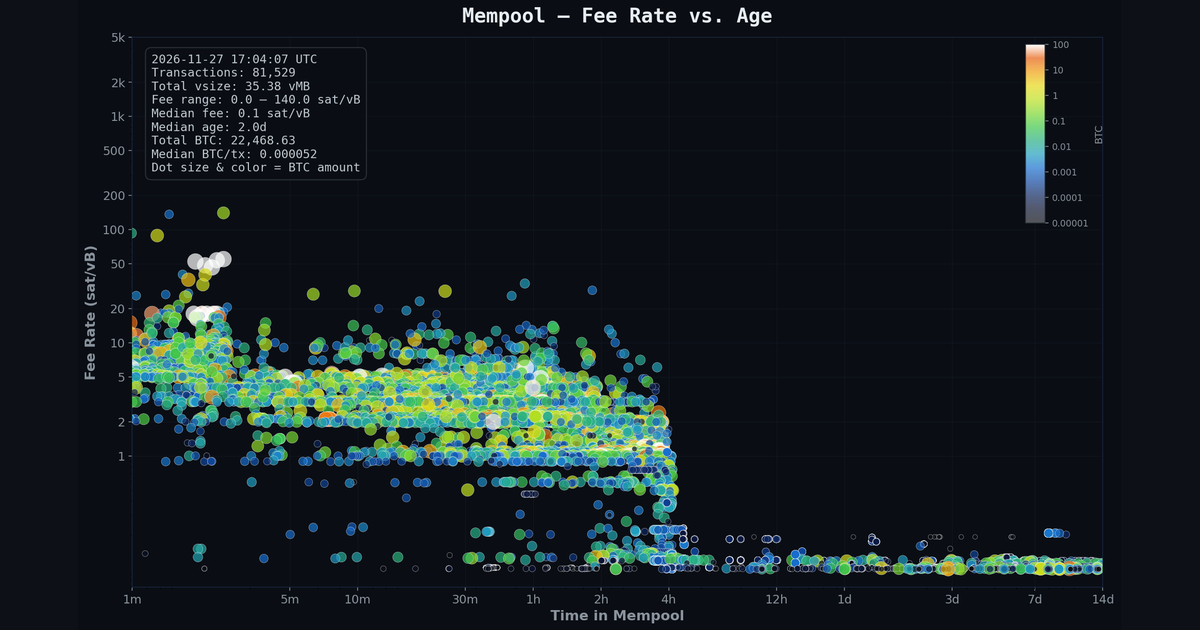 Mempool — Fee Rate vs. Age
5k
2k
1k
500
200
100
50
20
10
5
2
1
Fee Rate (sat/vB)
2026-11-27 17:04:07 UTC
Transactions: 81,529
Total vsize: 35.38 vMB
Fee range: 0.0 — 140.0 sat/vB
Median fee: 0.1 sat/vB
Median age: 2.0d
Total BTC: 22,468.63
Median BTC/tx: 0.000052
Dot size & color = BTC amount
100
10
1
0.1
0.01
0.001
0.0001
0.00001
BTC
1m
5m
10m
30m
1h
2h
4h
12h
1d
3d
7d
14d
Time in Mempool